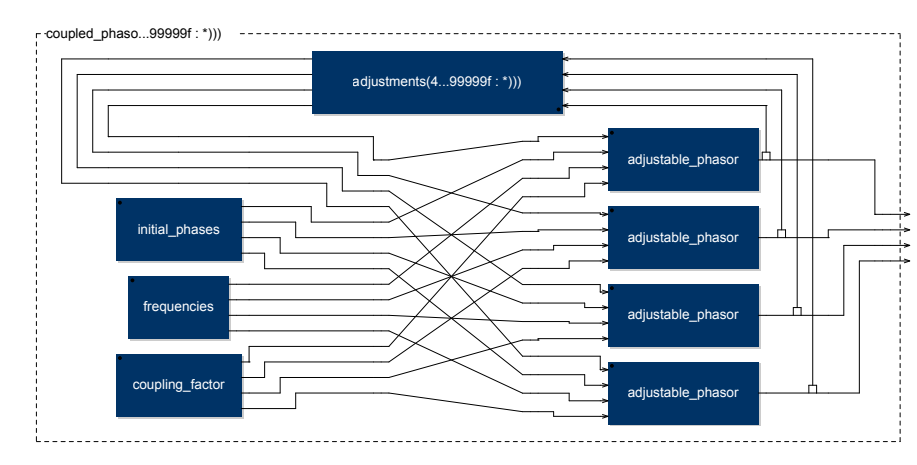 coupled_phaso...99999f : *)))
adjustments(4...99999f : *)))
adjustable_phasor
initial_phases
adjustable_phasor
frequencies
adjustable_phasor
coupling_factor
adjustable_phasor